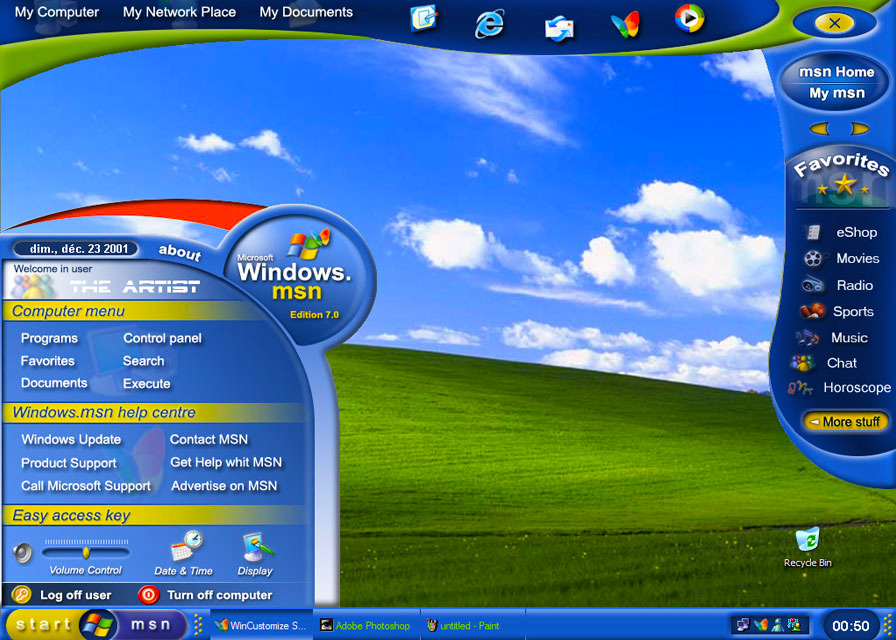 My Computer My Network Place My Documents
msn Home
My msn
Favorites
eShop
Movies
Radio
Sports
Music
Chat
Horoscope
More stuff
dim., déc. 23 2001 about
Welcome in user
THE ARTIST
Microsoft
Windows.
msn
Edition 7.0
Computer menu
Programs Control panel
Favorites Search
Documents Execute
Windows.msn help centre
Windows Update Contact MSN
Product Support Get Help whit MSN
Call Microsoft Support Advertise on MSN
Easy access key
Volume Control Date & Time Display
Log off user Turn off computer
Recycle Bin
start msn WinCustomize S... Adobe Photoshop untitled - Paint 00:50